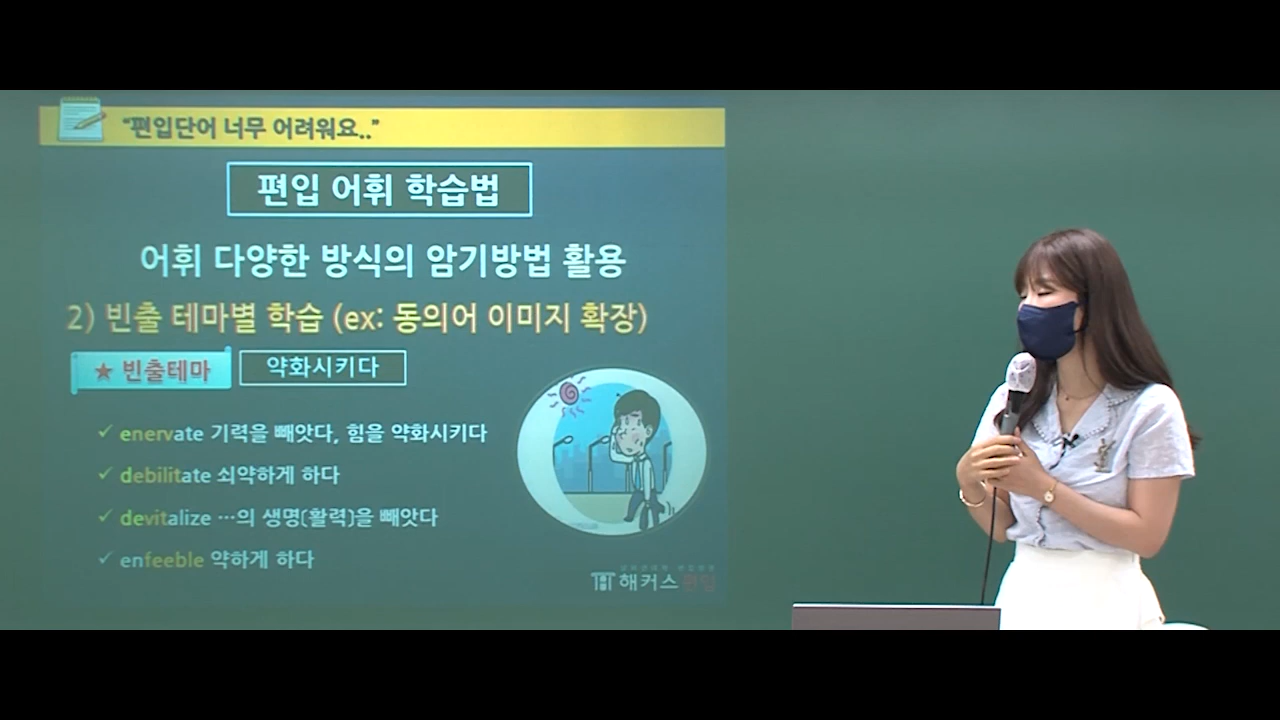 “편입단어 너무 어려워요..”
편입 어휘 학습법
어휘 다양한 방식의 암기방법 활용
2) 빈출 테마별 학습 (ex: 동의어 이미지 확장)
★ 빈출테마 약화시키다
✓ enervate 기력을 빼앗다, 힘을 약화시키다
✓ debilitate 쇠약하게 하다
✓ devitalize …의 생명(활력)을 빼앗다
✓ enfeeble 약하게 하다
해커스편입